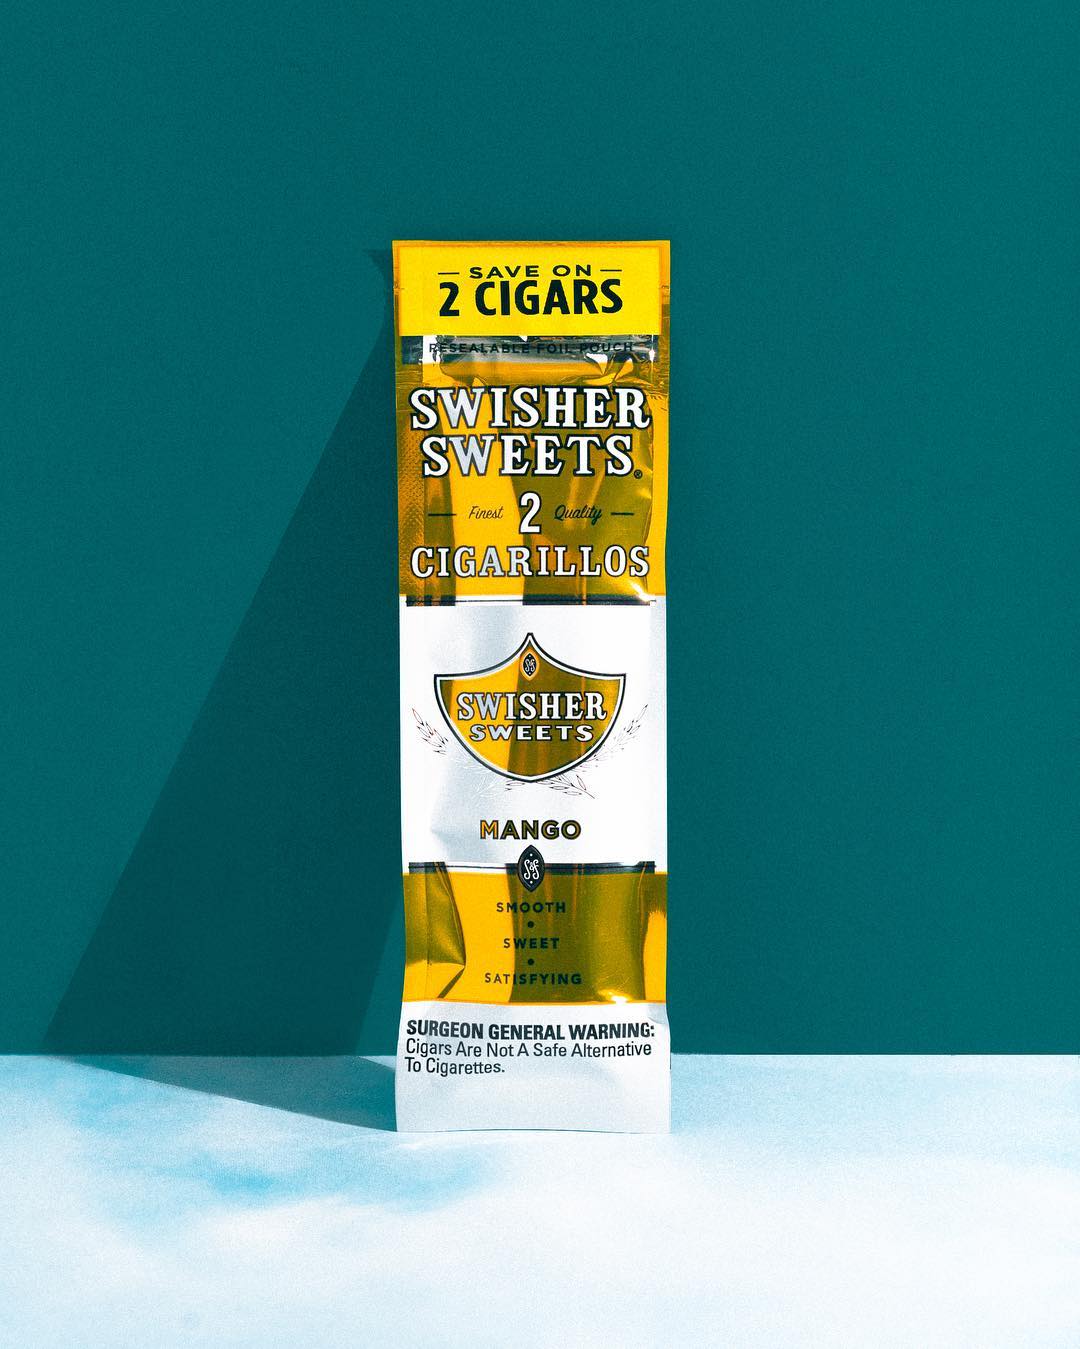 SAVE ON
2 CIGARS
RESEALABLE FOIL POUCH
SWISHER
SWEETS®
Finest 2 Quality
CIGARILLOS
S&S
SWISHER
SWEETS
MANGO
S&S
SMOOTH
•
SWEET
•
SATISFYING
SURGEON GENERAL WARNING:
Cigars Are Not A Safe Alternative
To Cigarettes.